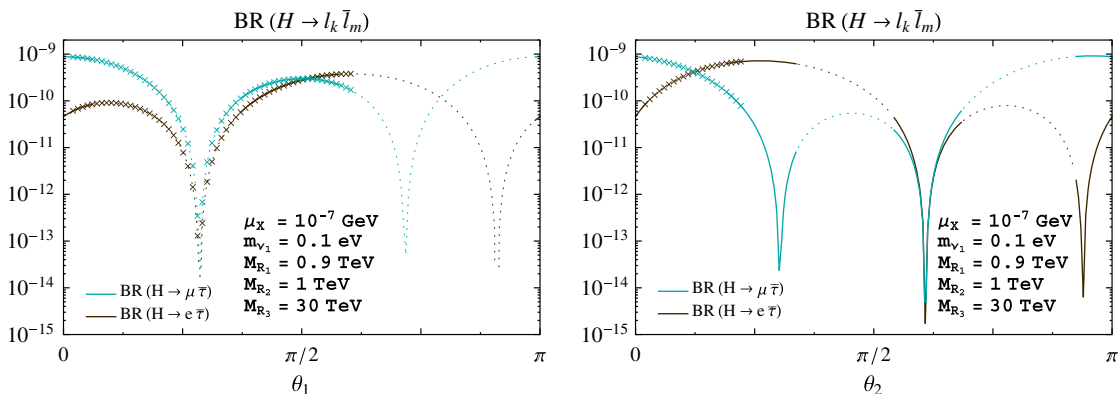 BR (H → l_k l̄_m)
10⁻⁹
10⁻¹⁰
10⁻¹¹
10⁻¹²
10⁻¹³
10⁻¹⁴
10⁻¹⁵
μ_X = 10⁻⁷ GeV
m_ν₁ = 0.1 eV
M_R₁ = 0.9 TeV
M_R₂ = 1 TeV
M_R₃ = 30 TeV
BR (H → μ τ̄)
BR (H → e τ̄)
0 π/2 π
θ₁
BR (H → l_k l̄_m)
10⁻⁹
10⁻¹⁰
10⁻¹¹
10⁻¹²
10⁻¹³
10⁻¹⁴
10⁻¹⁵
μ_X = 10⁻⁷ GeV
m_ν₁ = 0.1 eV
M_R₁ = 0.9 TeV
M_R₂ = 1 TeV
M_R₃ = 30 TeV
BR (H → μ τ̄)
BR (H → e τ̄)
0 π/2 π
θ₂